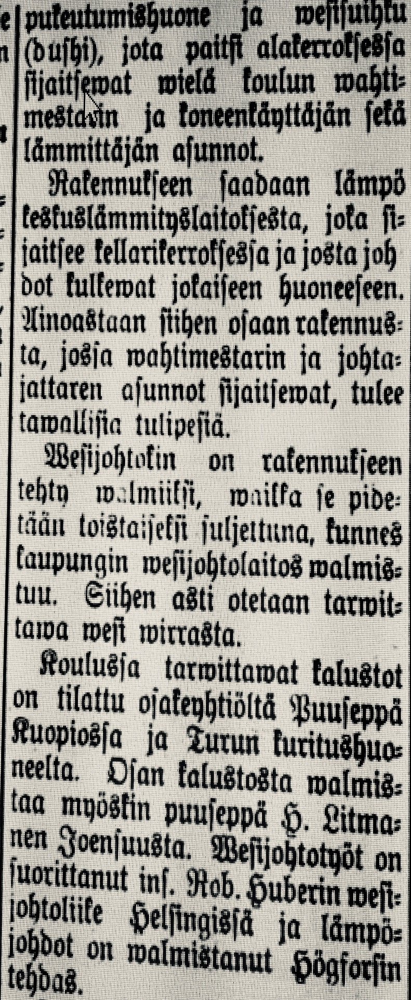 pukeutumishuone ja wesisuihku
(dushi), jota paitsi alakerroksessa
sijaitsewat wielä koulun wahti-
mestarin ja koneenkäyttäjän sekä
lämmittäjän asunnot.
Rakennukseen saadaan lämpö
keskuslämmityslaitoksesta, joka si-
jaitsee kellarikerroksessa ja josta joh
dot kulkewat jokaiseen huoneeseen.
Ainoastaan siihen osaan rakennus-
ta, jossa wahtimestarin ja johta-
jattaren asunnot sijaitsewat, tulee
tawallisia tulipesiä.
Wesijohtokin on rakennukseen
tehty walmiiksi, waikka se pide-
tään toistaiseksi suljettuna, kunnes
kaupungin wesijohtolaitos walmis-
tuu. Siihen asti otetaan tarwit-
tawa wesi wirrasta.
Koulussa tarwittawat kalustot
on tilattu osakeyhtiöltä Puuseppä
Kuopiossa ja Turun kuritushuo-
neelta. Osan kalustosta walmis-
taa myöskin puuseppä H. Litma-
nen Joensuusta. Wesijohtotyöt on
suorittanut ins. Rob. Huberin wesi-
johtoliike Helsingissä ja lämpö-
johdot on walmistanut Högforsin
tehdas.